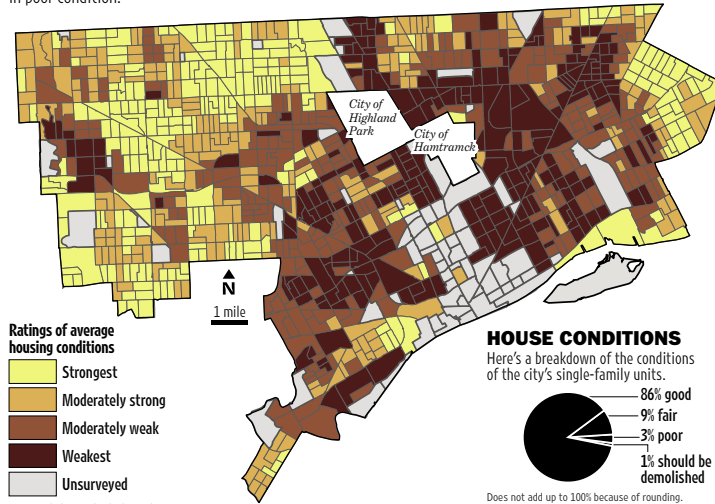 in poor condition.
City of
Highland
Park
City of
Hamtramck
N
1 mile
Ratings of average
housing conditions
Strongest
Moderately strong
Moderately weak
Weakest
Unsurveyed
HOUSE CONDITIONS
Here's a breakdown of the conditions
of the city's single-family units.
86% good
9% fair
3% poor
1% should be
demolished
Does not add up to 100% because of rounding.